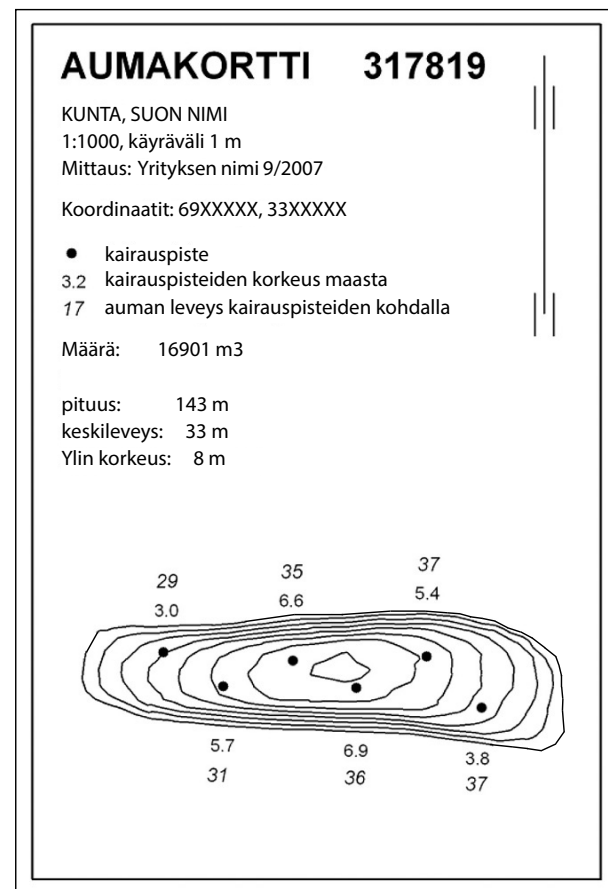 AUMAKORTTI 317819
KUNTA, SUON NIMI
1:1000, käyräväli 1 m
Mittaus: Yrityksen nimi 9/2007
Koordinaatit: 69XXXXX, 33XXXXX
kairauspiste
3.2 kairauspisteiden korkeus maasta
17 auman leveys kairauspisteiden kohdalla
Määrä: 16901 m3
pituus: 143 m
keskileveys: 33 m
Ylin korkeus: 8 m
29 35 37
3.0 6.6 5.4
5.7 6.9 3.8
31 36 37